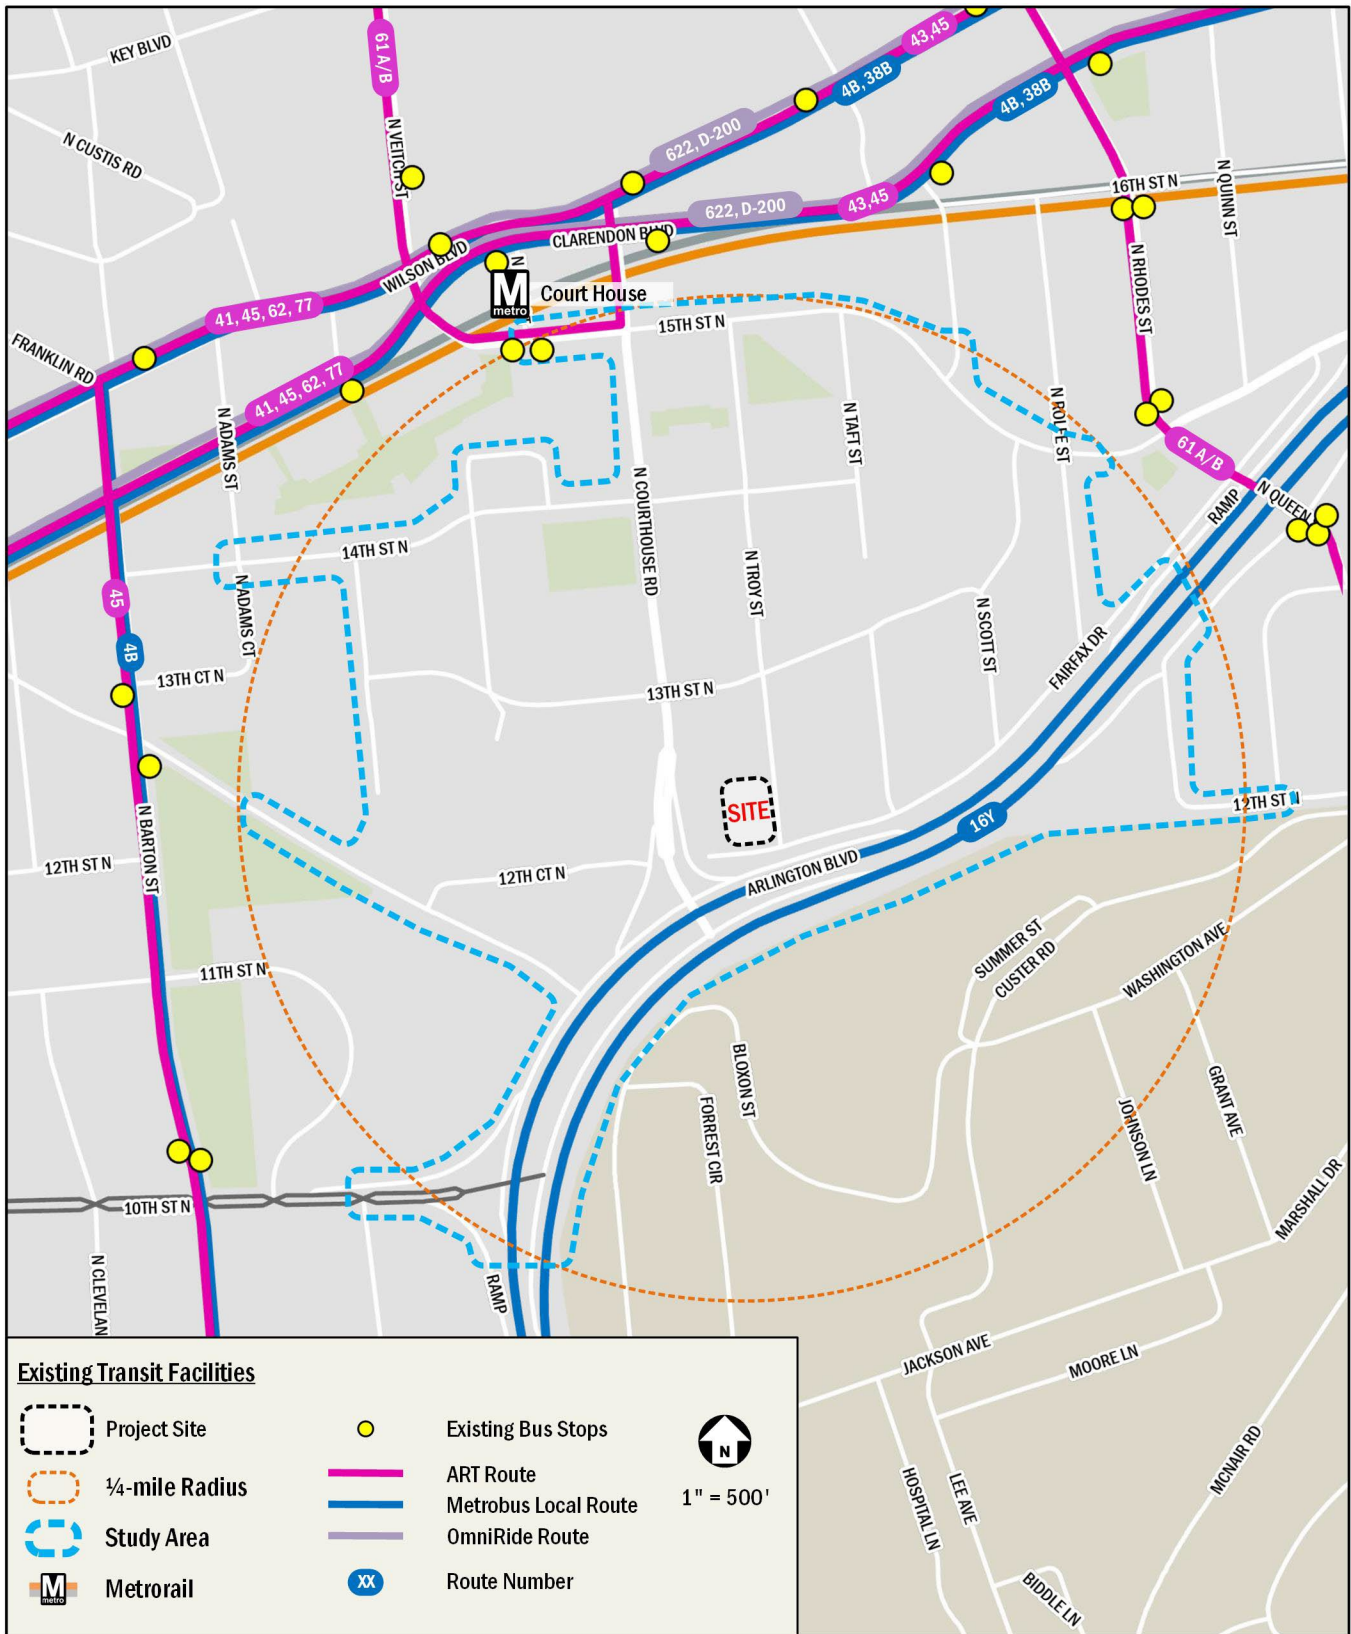 KEY BLVD
61 A/B
43,45
4B, 38B
4B, 38B
N CUSTIS RD
N VEITCH ST
622, D-200
622, D-200
43,45
16TH ST N
N QUINN ST
WILSON BLVD
CLARENDON BLVD
N
M
metro
Court House
N RHODES ST
41, 45, 62, 77
15TH ST N
FRANKLIN RD
41, 45, 62, 77
N ADAMS ST
N TAFT ST
N ROLFE ST
61 A/B
N COURTHOUSE RD
N QUEEN
RAMP
14TH ST N
N TROY ST
45
N ADAMS CT
4B
N SCOTT ST
FAIRFAX DR
13TH CT N
13TH ST N
SITE
16Y
12TH ST N
N BARTON ST
12TH ST N
12TH CT N
ARLINGTON BLVD
SUMMER ST
CUSTER RD
WASHINGTON AVE
11TH ST N
BLOXON ST
FORREST CIR
JOHNSON LN
GRANT AVE
MARSHALL DR
10TH ST N
N CLEVELAN
RAMP
JACKSON AVE
MOORE LN
MCNAIR RD
HOSPITAL LN
LEE AVE
BIDDLE LN
Existing Transit Facilities
Project Site
¼-mile Radius
Study Area
M
metro
Metrorail
Existing Bus Stops
ART Route
Metrobus Local Route
OmniRide Route
XX
Route Number
N
1" = 500'